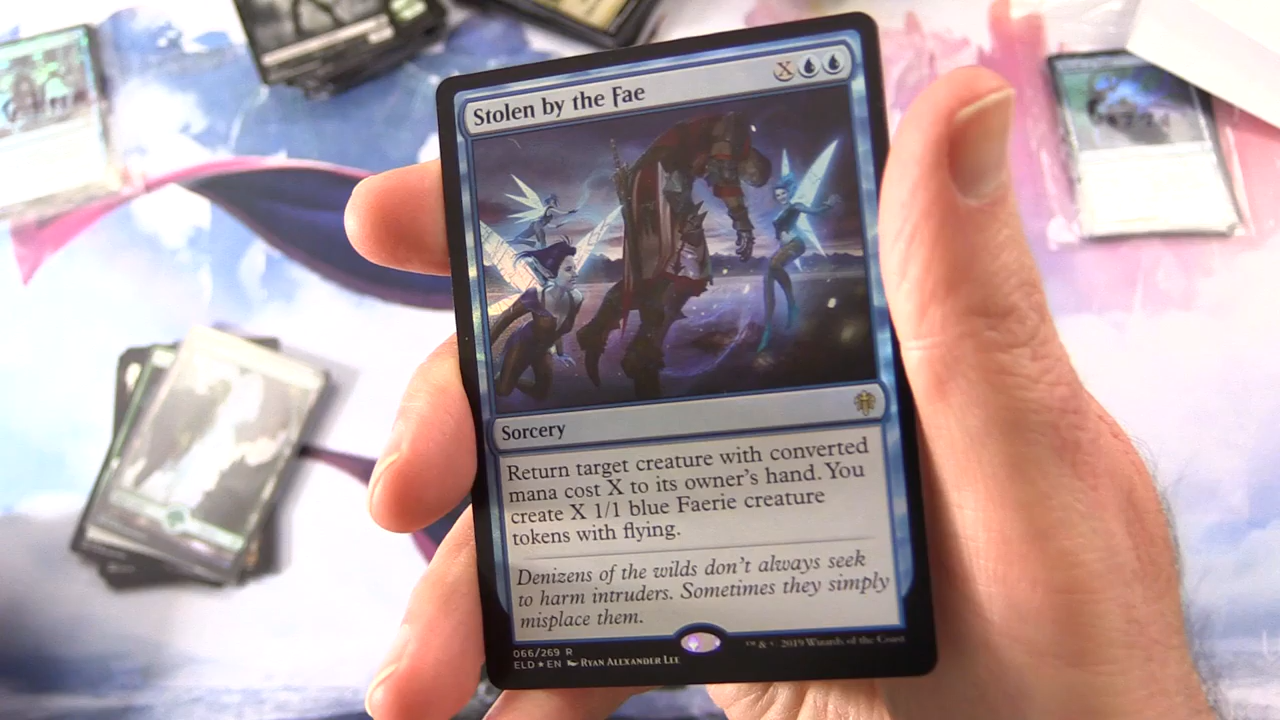 Stolen by the Fae X
Sorcery
Return target creature with converted
mana cost X to its owner's hand. You
create X 1/1 blue Faerie creature
tokens with flying.
Denizens of the wilds don't always seek
to harm intruders. Sometimes they simply
misplace them.
066/269 R
ELD ★ EN Ryan Alexander Lee
™ & © 2019 Wizards of the Coast